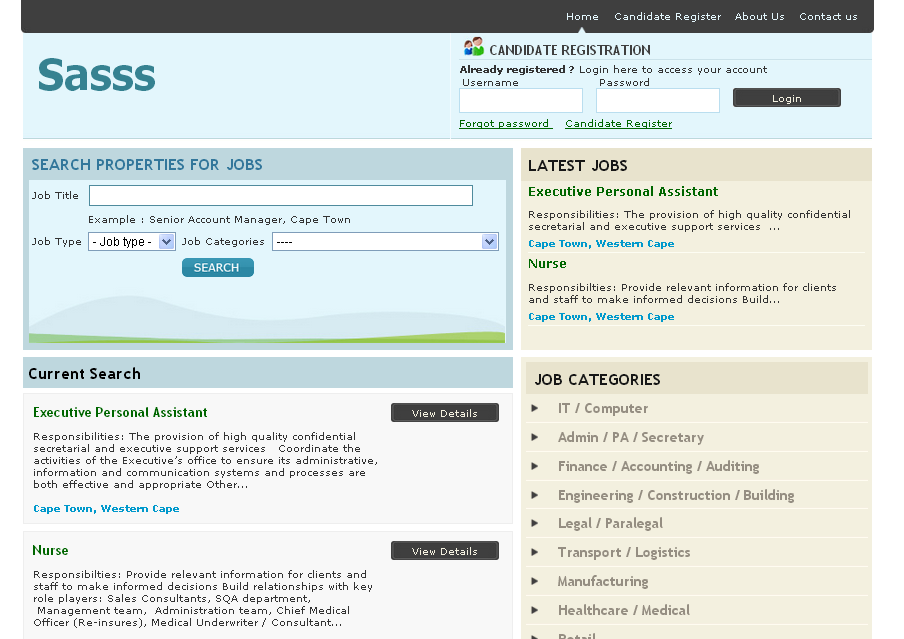 Home Candidate Register About Us Contact us
Sasss
CANDIDATE REGISTRATION
Already registered ? Login here to access your account
Username Password
Login
Forgot password Candidate Register
SEARCH PROPERTIES FOR JOBS
Job Title
Example : Senior Account Manager, Cape Town
Job Type - Job type - Job Categories ----
SEARCH
LATEST JOBS
Executive Personal Assistant
Responsibilities: The provision of high quality confidential
secretarial and executive support services ...
Cape Town, Western Cape
Nurse
Responsibilties: Provide relevant information for clients
and staff to make informed decisions Build...
Cape Town, Western Cape
Current Search
Executive Personal Assistant
View Details
Responsibilities: The provision of high quality confidential
secretarial and executive support services Coordinate the
activities of the Executive's office to ensure its administrative,
information and communication systems and processes are
both effective and appropriate Other...
Cape Town, Western Cape
Nurse
View Details
Responsibilties: Provide relevant information for clients and
staff to make informed decisions Build relationships with key
role players: Sales Consultants, SQA department,
Management team, Administration team, Chief Medical
Officer (Re-insures), Medical Underwriter / Consultant...
JOB CATEGORIES
IT / Computer
Admin / PA / Secretary
Finance / Accounting / Auditing
Engineering / Construction / Building
Legal / Paralegal
Transport / Logistics
Manufacturing
Healthcare / Medical
Retail